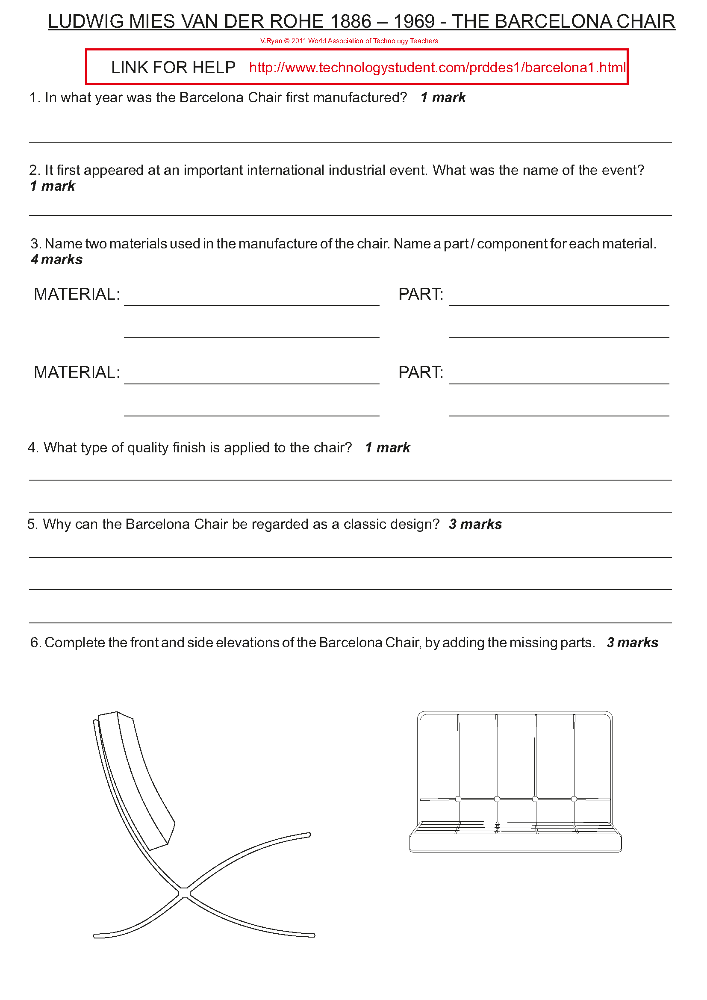 LUDWIG MIES VAN DER ROHE 1886 – 1969 - THE BARCELONA CHAIR
V.Ryan © 2011 World Association of Technology Teachers
LINK FOR HELP http://www.technologystudent.com/prddes1/barcelona1.html
1. In what year was the Barcelona Chair first manufactured? 1 mark
2. It first appeared at an important international industrial event. What was the name of the event?
1 mark
3. Name two materials used in the manufacture of the chair. Name a part / component for each material.
4 marks
MATERIAL: PART:
MATERIAL: PART:
4. What type of quality finish is applied to the chair? 1 mark
5. Why can the Barcelona Chair be regarded as a classic design? 3 marks
6. Complete the front and side elevations of the Barcelona Chair, by adding the missing parts. 3 marks